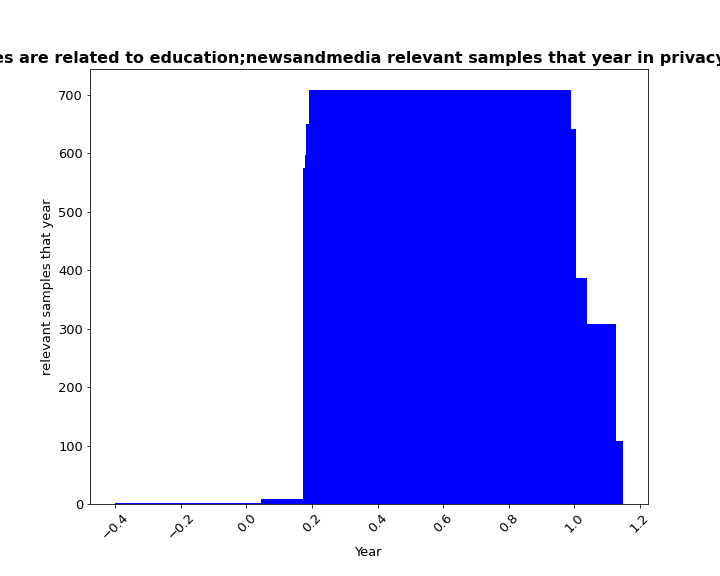 es are related to education;newsandmedia relevant samples that year in privacy
700
600
500
400
300
200
100
0
relevant samples that year
−0.4 −0.2 0.0 0.2 0.4 0.6 0.8 1.0 1.2
Year